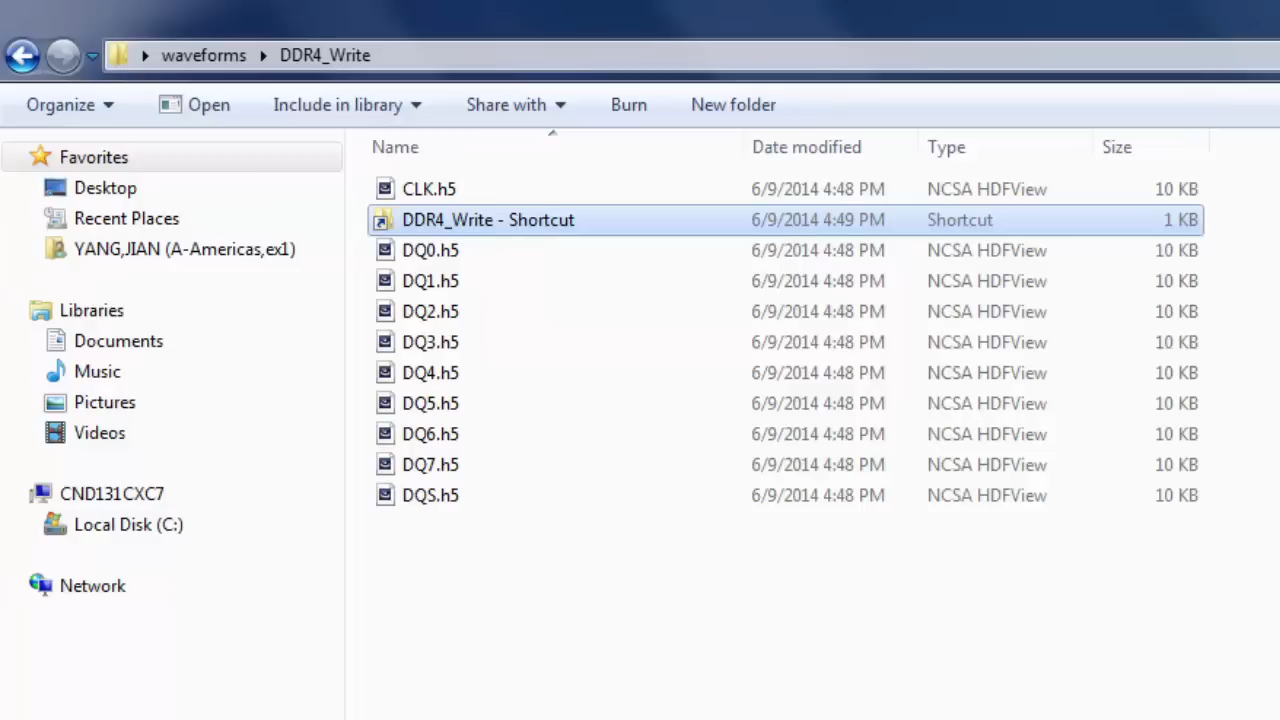 waveforms DDR4_Write
Organize Open Include in library Share with Burn New folder
Name Date modified Type Size
Favorites
Desktop
Recent Places
YANG,JIAN (A-Americas,ex1)
Libraries
Documents
Music
Pictures
Videos
CND131CXC7
Local Disk (C:)
Network
CLK.h5 6/9/2014 4:48 PM NCSA HDFView 10 KB
DDR4_Write - Shortcut 6/9/2014 4:49 PM Shortcut 1 KB
DQ0.h5 6/9/2014 4:48 PM NCSA HDFView 10 KB
DQ1.h5 6/9/2014 4:48 PM NCSA HDFView 10 KB
DQ2.h5 6/9/2014 4:48 PM NCSA HDFView 10 KB
DQ3.h5 6/9/2014 4:48 PM NCSA HDFView 10 KB
DQ4.h5 6/9/2014 4:48 PM NCSA HDFView 10 KB
DQ5.h5 6/9/2014 4:48 PM NCSA HDFView 10 KB
DQ6.h5 6/9/2014 4:48 PM NCSA HDFView 10 KB
DQ7.h5 6/9/2014 4:48 PM NCSA HDFView 10 KB
DQS.h5 6/9/2014 4:48 PM NCSA HDFView 10 KB